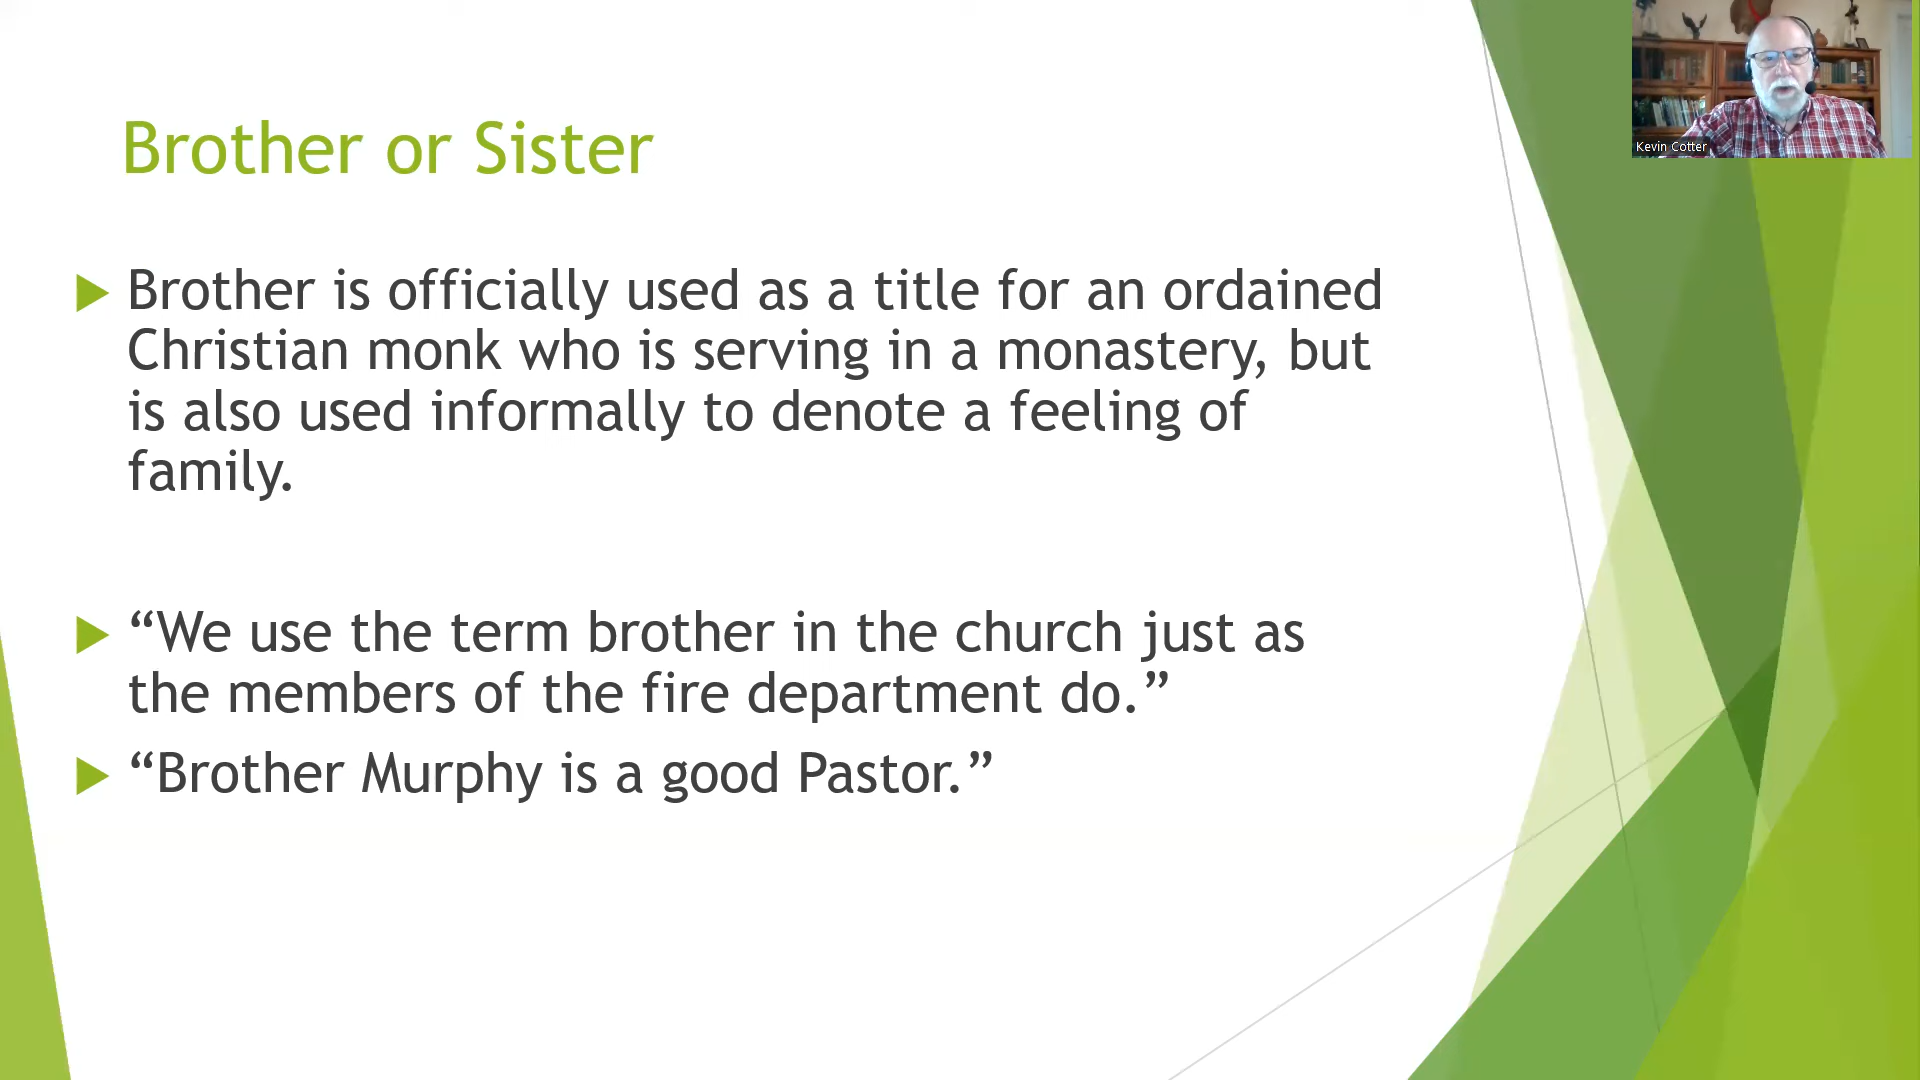 Brother or Sister
Brother is officially used as a title for an ordained
Christian monk who is serving in a monastery, but
is also used informally to denote a feeling of
family.
“We use the term brother in the church just as
the members of the fire department do.”
“Brother Murphy is a good Pastor.”
Kevin Cotter